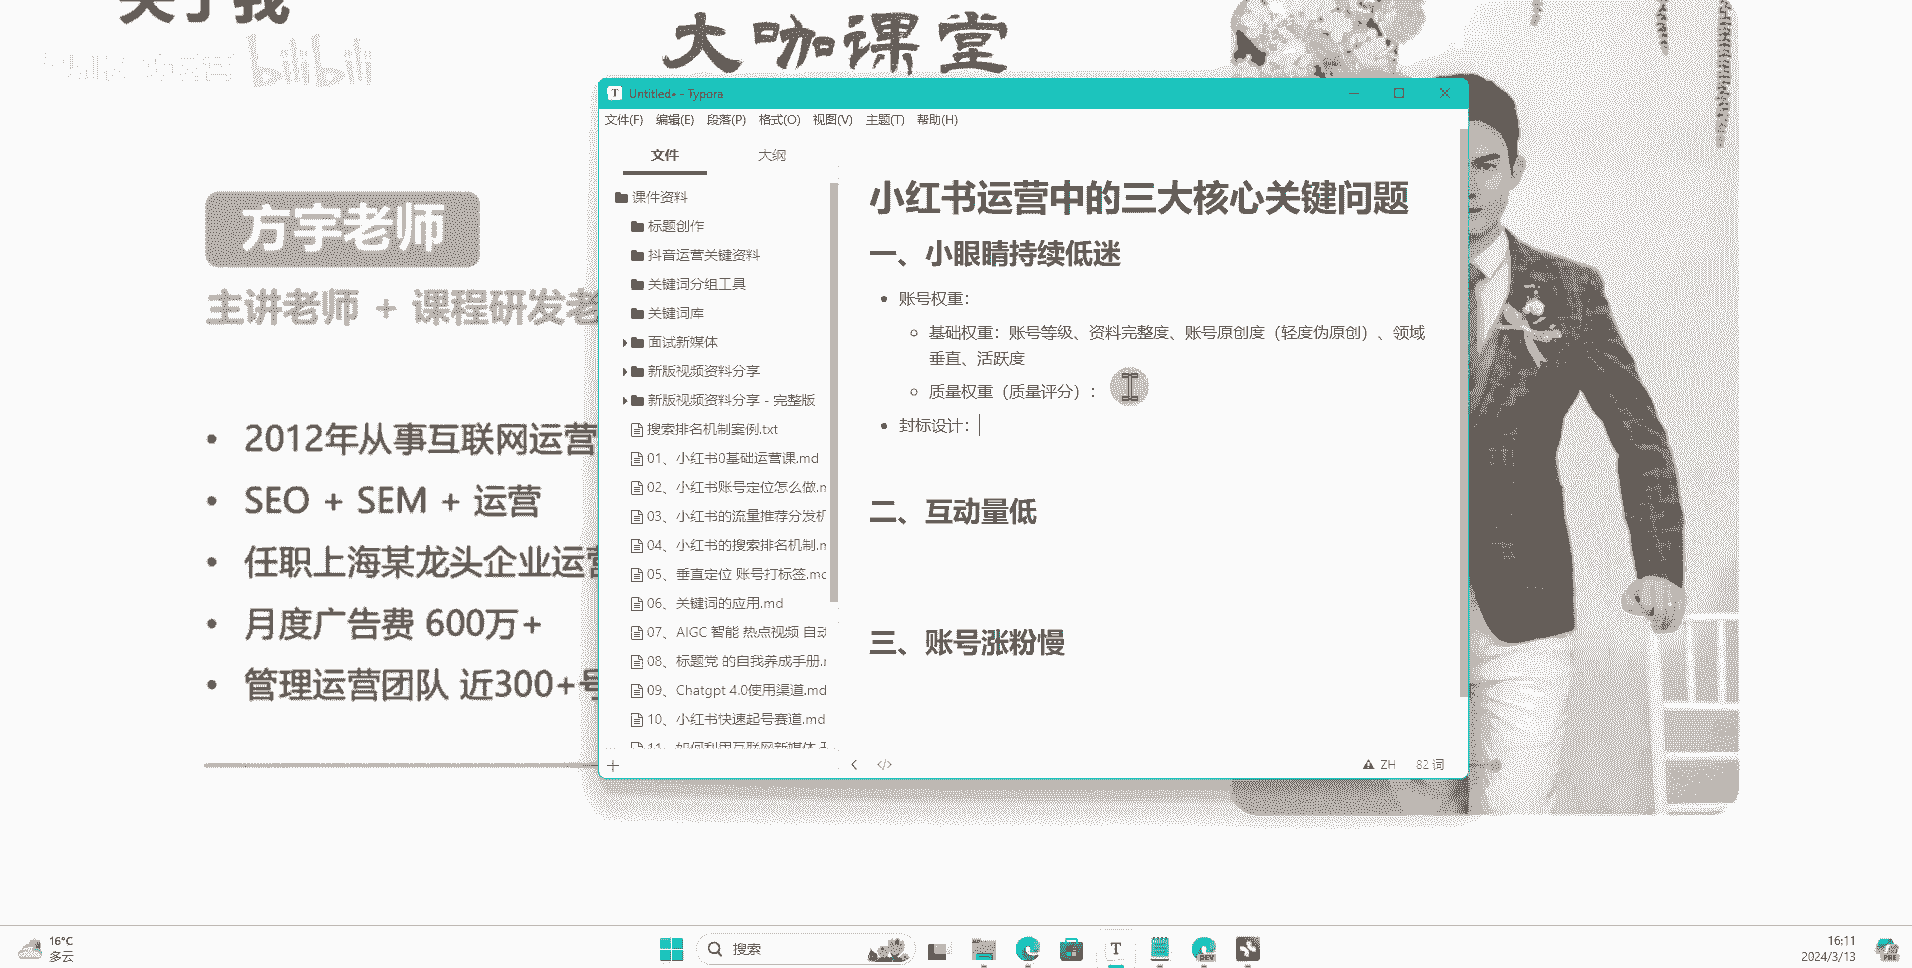 关于我
bilibili
大咖课堂
方宇老师
主讲老师 + 课程研发老
• 2012年从事互联网运营
• SEO + SEM + 运营
• 任职上海某龙头企业运营
• 月度广告费 600万+
• 管理运营团队 近300+号
Untitled• - Typora
文件(F) 编辑(E) 段落(P) 格式(O) 视图(V) 主题(T) 帮助(H)
文件 大纲
课件资料
标题创作
抖音运营关键资料
关键词分组工具
关键词库
面试新媒体
新版视频资料分享
新版视频资料分享 - 完整版
搜索排名机制案例.txt
01、小红书0基础运营课.md
02、小红书账号定位怎么做.m
03、小红书的流量推荐分发机
04、小红书的搜索排名机制.m
05、垂直定位 账号打标签.md
06、关键词的应用.md
07、AIGC 智能 热点视频 自动
08、标题党 的自我养成手册.m
09、Chatgpt 4.0使用渠道.md
10、小红书快速起号赛道.md
11、如何利用互联网新媒体
小红书运营中的三大核心关键问题
一、小眼睛持续低迷
• 账号权重：
基础权重：账号等级、资料完整度、账号原创度（轻度伪原创）、领域
垂直、活跃度
质量权重（质量评分）：
• 封标设计：
二、互动量低
三、账号涨粉慢
</> ZH 82 词
16°C
多云
搜索
DEV
PRE
16:11
2024/3/13